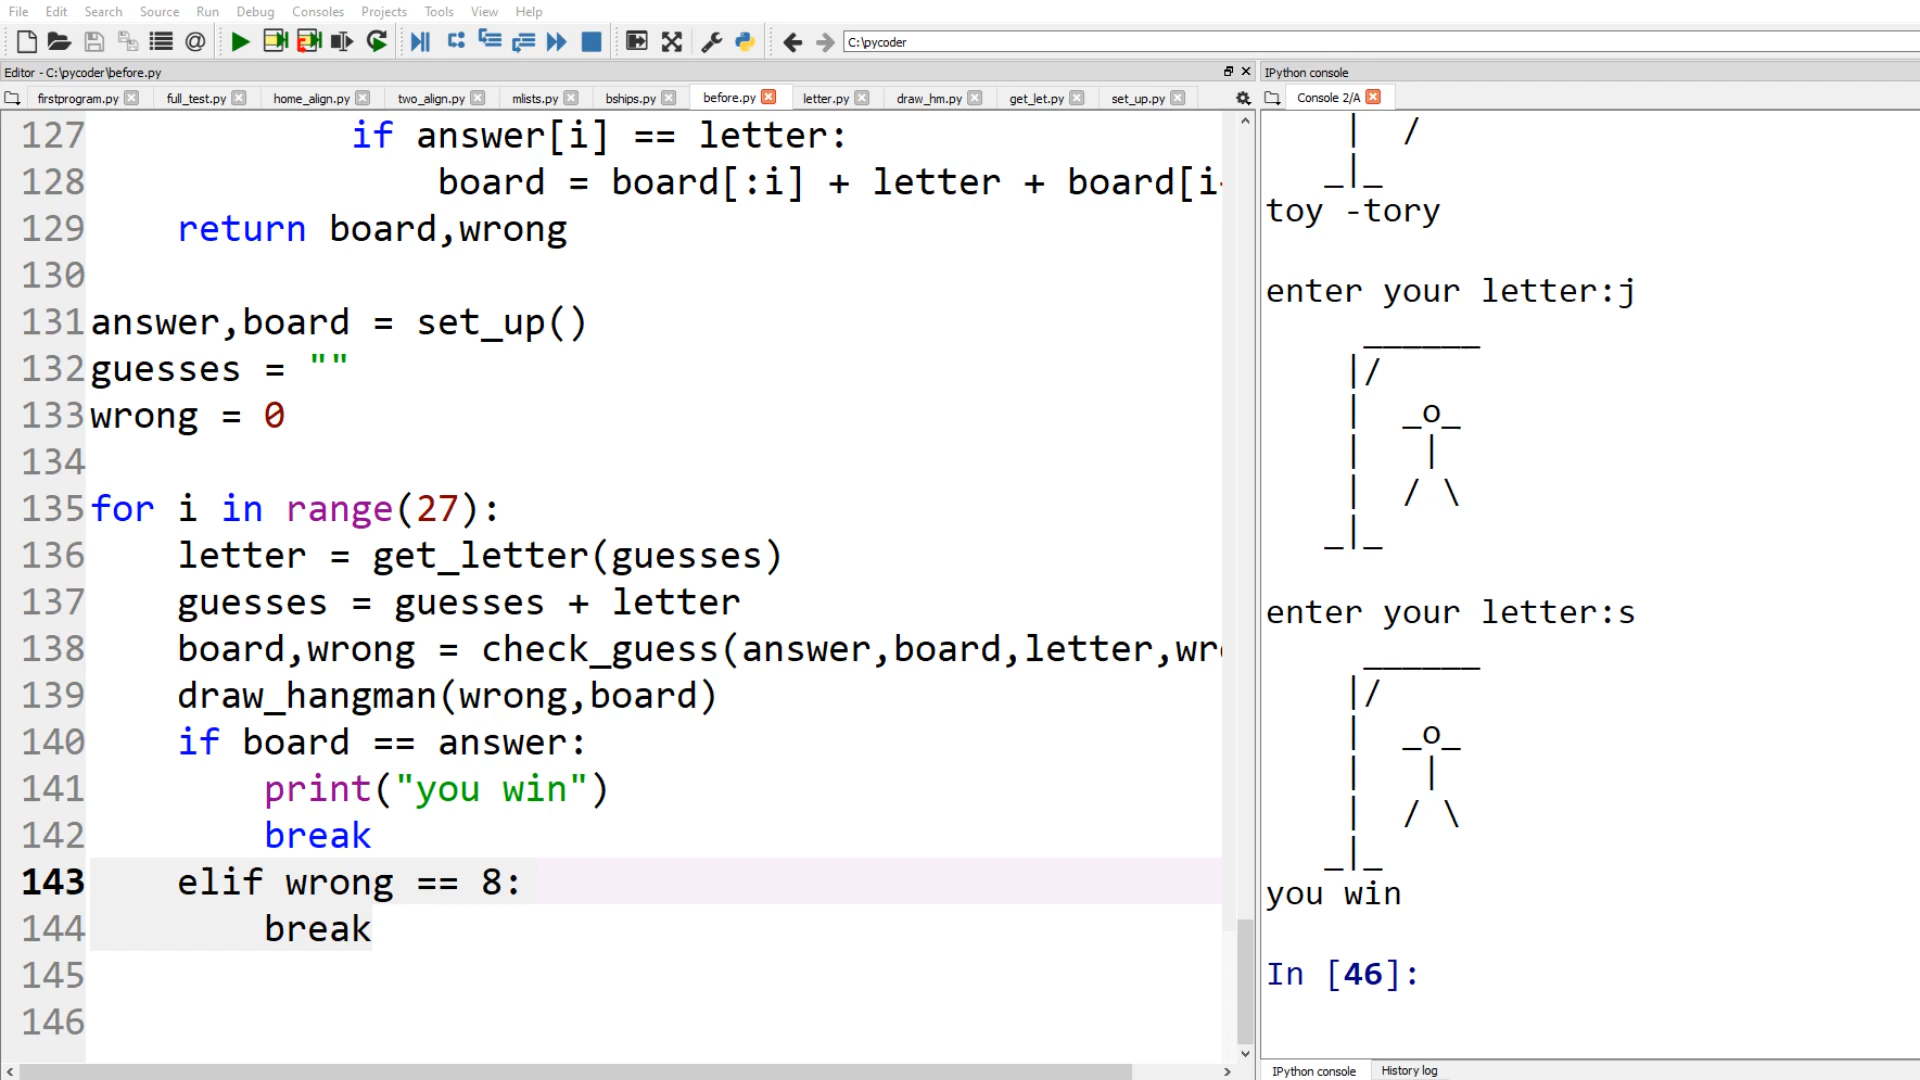 File Edit Search Source Run Debug Consoles Projects Tools View Help
C:\pycoder
Editor - C:\pycoder\before.py
firstprogram.py full_test.py home_align.py two_align.py mlists.py bships.py before.py letter.py draw_hm.py get_let.py set_up.py
127 if answer[i] == letter:
128 board = board[:i] + letter + board[i
129 return board,wrong
130
131 answer,board = set_up()
132 guesses = ""
133 wrong = 0
134
135 for i in range(27):
136 letter = get_letter(guesses)
137 guesses = guesses + letter
138 board,wrong = check_guess(answer,board,letter,wr
139 draw_hangman(wrong,board)
140 if board == answer:
141 print("you win")
142 break
143 elif wrong == 8:
144 break
145
146
IPython console
Console 2/A
| /
_|_
toy -tory
enter your letter:j
______
|/
| _o_
| |
| / \
_|_
enter your letter:s
______
|/
| _o_
| |
| / \
_|_
you win
In [46]:
IPython console History log